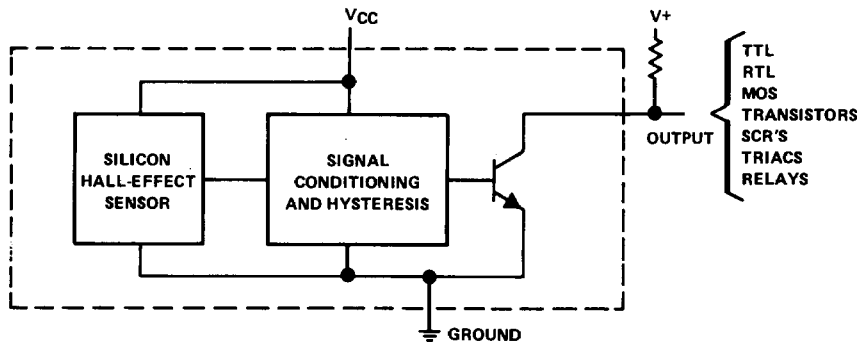 VCC
V+
SILICON
HALL-EFFECT
SENSOR
SIGNAL
CONDITIONING
AND HYSTERESIS
OUTPUT
TTL
RTL
MOS
TRANSISTORS
SCR'S
TRIACS
RELAYS
GROUND